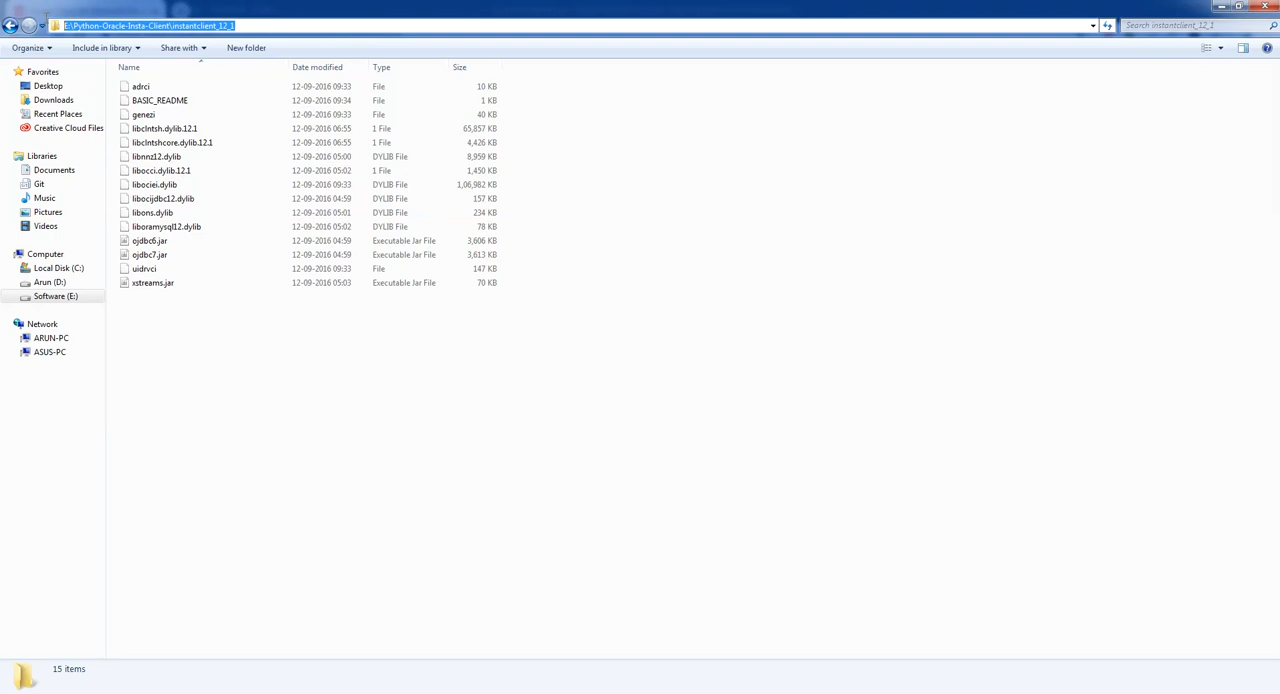 E:\Python-Oracle-Insta-Client\instantclient_12_1
Search instantclient_12_1
Organize Include in library Share with New folder
Name Date modified Type Size
Favorites
Desktop
Downloads
Recent Places
Creative Cloud Files
Libraries
Documents
Git
Music
Pictures
Videos
Computer
Local Disk (C:)
Arun (D:)
Software (E:)
Network
ARUN-PC
ASUS-PC
adrci 12-09-2016 09:33 File 10 KB
BASIC_README 12-09-2016 09:34 File 1 KB
genezi 12-09-2016 09:33 File 40 KB
libclntsh.dylib.12.1 12-09-2016 06:55 1 File 65,857 KB
libclntshcore.dylib.12.1 12-09-2016 06:55 1 File 4,426 KB
libnnz12.dylib 12-09-2016 05:00 DYLIB File 8,959 KB
libocci.dylib.12.1 12-09-2016 05:02 1 File 1,450 KB
libociei.dylib 12-09-2016 09:33 DYLIB File 1,06,982 KB
libocijdbc12.dylib 12-09-2016 04:59 DYLIB File 157 KB
libons.dylib 12-09-2016 05:01 DYLIB File 234 KB
liboramysql12.dylib 12-09-2016 05:02 DYLIB File 78 KB
ojdbc6.jar 12-09-2016 04:59 Executable Jar File 3,606 KB
ojdbc7.jar 12-09-2016 04:59 Executable Jar File 3,613 KB
uidrvci 12-09-2016 09:33 File 147 KB
xstreams.jar 12-09-2016 05:03 Executable Jar File 70 KB
15 items